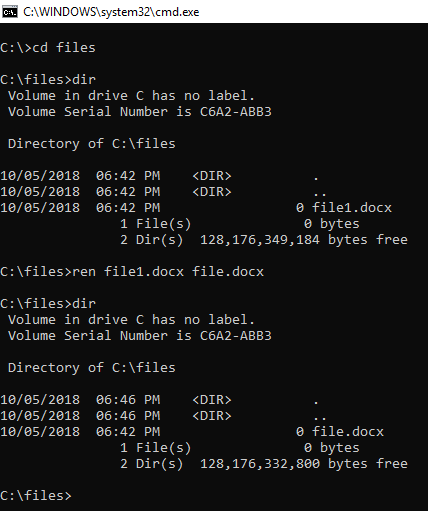 C:\WINDOWS\system32\cmd.exe
C:\>cd files
C:\files>dir
 Volume in drive C has no label.
 Volume Serial Number is C6A2-ABB3
 Directory of C:\files
10/05/2018  06:42 PM    <DIR>          .
10/05/2018  06:42 PM    <DIR>          ..
10/05/2018  06:42 PM                 0 file1.docx
               1 File(s)              0 bytes
               2 Dir(s)  128,176,349,184 bytes free
C:\files>ren file1.docx file.docx
C:\files>dir
 Volume in drive C has no label.
 Volume Serial Number is C6A2-ABB3
 Directory of C:\files
10/05/2018  06:46 PM    <DIR>          .
10/05/2018  06:46 PM    <DIR>          ..
10/05/2018  06:42 PM                 0 file.docx
               1 File(s)              0 bytes
               2 Dir(s)  128,176,332,800 bytes free
C:\files>